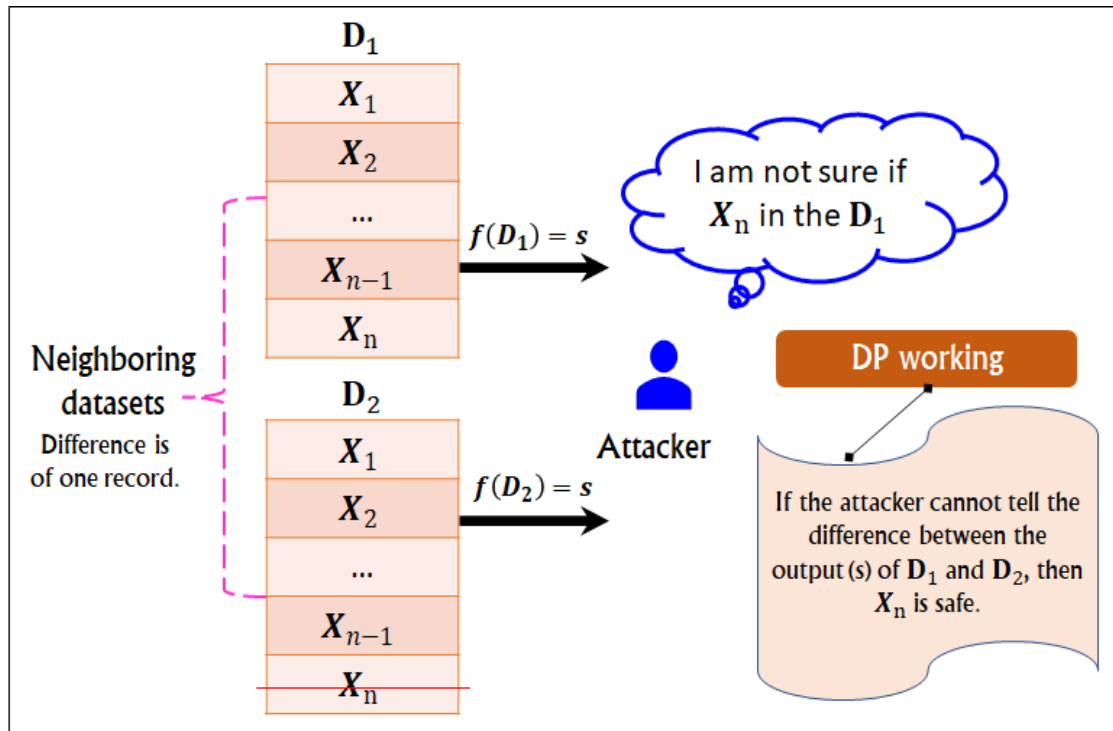 D₁
X₁
X₂
...
Xₙ₋₁
Xₙ
f(D₁) = s
I am not sure if
Xₙ in the D₁
Neighboring
datasets
Difference is
of one record.
D₂
X₁
X₂
...
Xₙ₋₁
Xₙ
f(D₂) = s
Attacker
DP working
If the attacker cannot tell the
difference between the
output (s) of D₁ and D₂, then
Xₙ is safe.